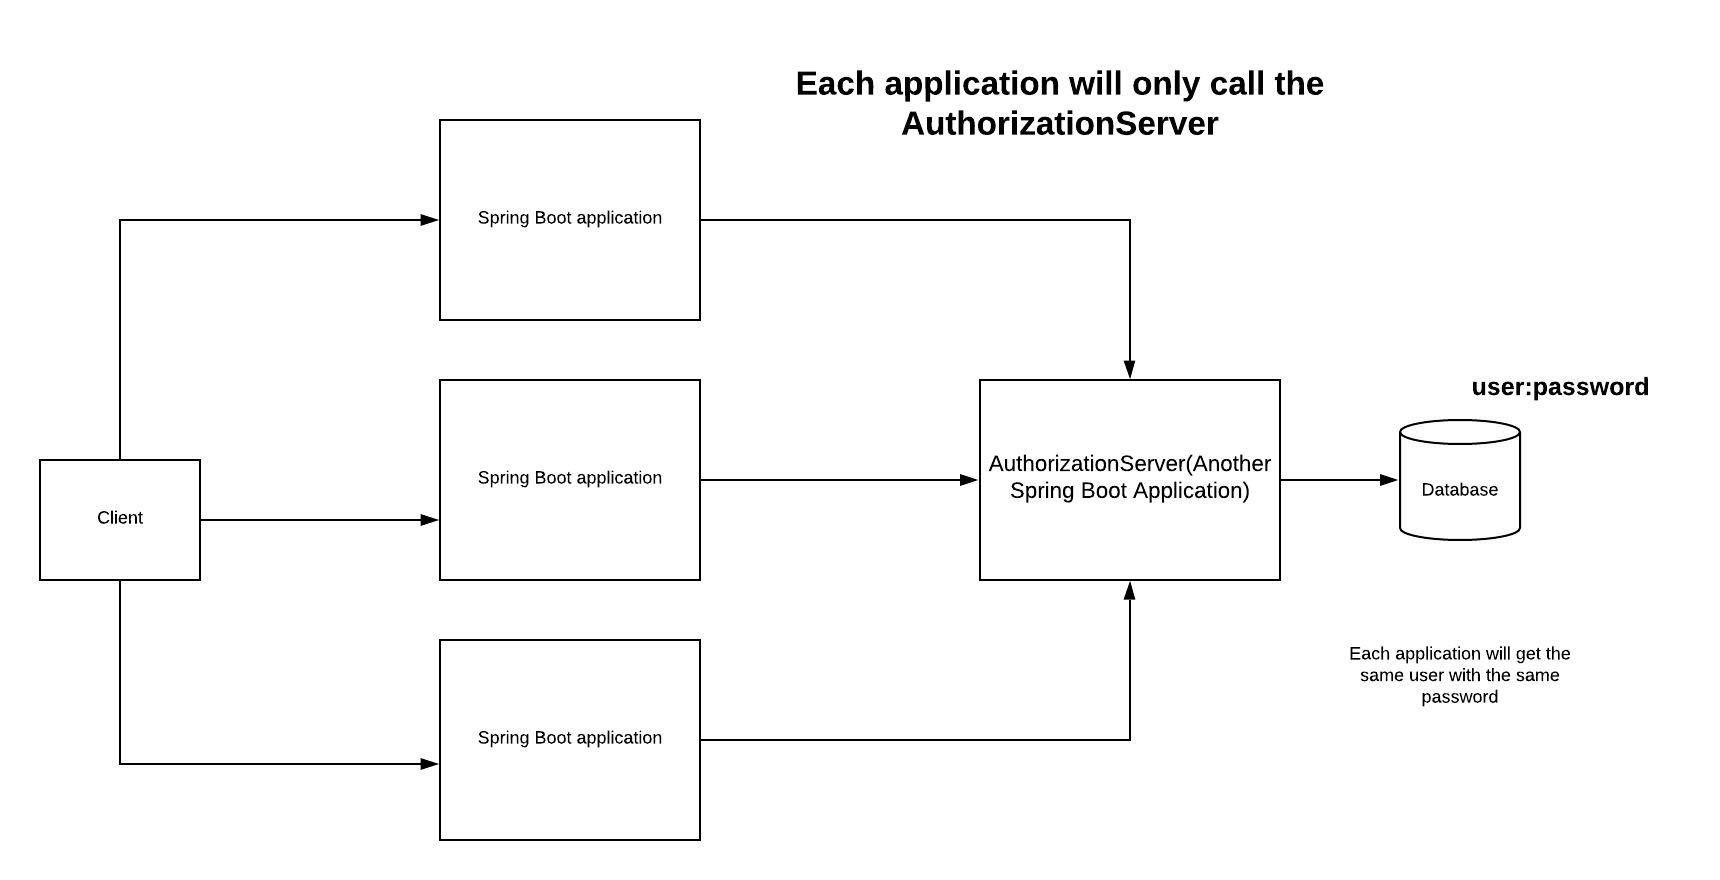 Each application will only call the
AuthorizationServer
Spring Boot application
user:password
AuthorizationServer(Another
Spring Boot Application)
Spring Boot application
Database
Client
Each application will get the
same user with the same
password
Spring Boot application